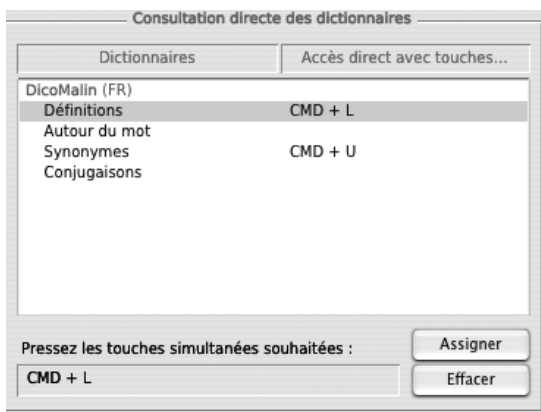 Consultation directe des dictionnaires
Dictionnaires Accès direct avec touches...
DicoMalin (FR)
Définitions CMD + L
Autour du mot
Synonymes CMD + U
Conjugaisons
Pressez les touches simultanées souhaitées : Assigner
CMD + L Effacer